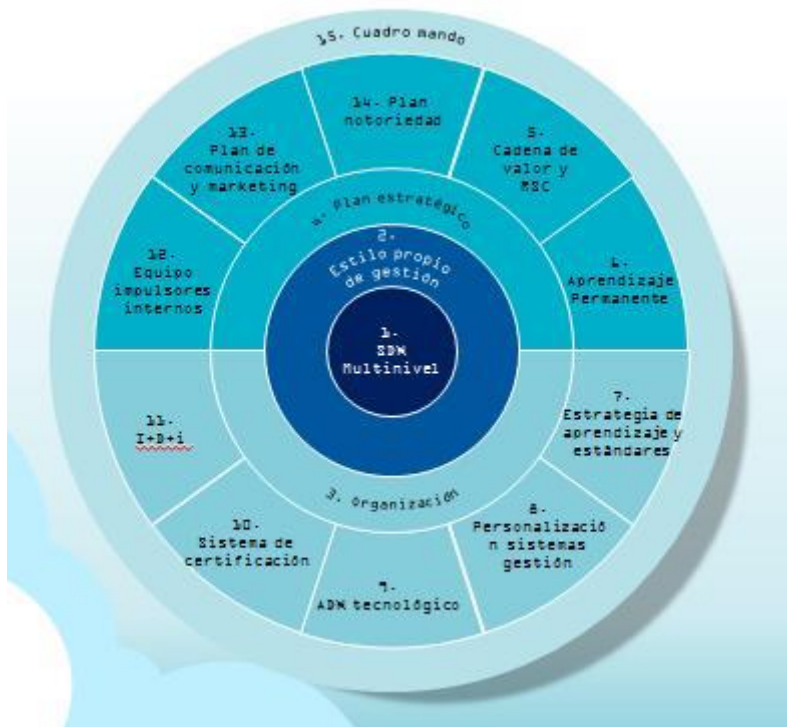 15. Cuadro mando
14. Plan
notoriedad
13.
Plan de
comunicación
y marketing
5.
Cadena de
valor y
RSC
4. Plan estratégico
12.
Equipo
impulsores
internos
2.
Estilo propio
de gestión
6.
Aprendizaje
Permanente
1.
SDM
Multinivel
11.
I+D+i
7.
Estrategia de
aprendizaje y
estándares
3. Organización
10.
Sistema de
certificación
8.
Personalizació
n sistemas
gestión
9.
ADN tecnológico